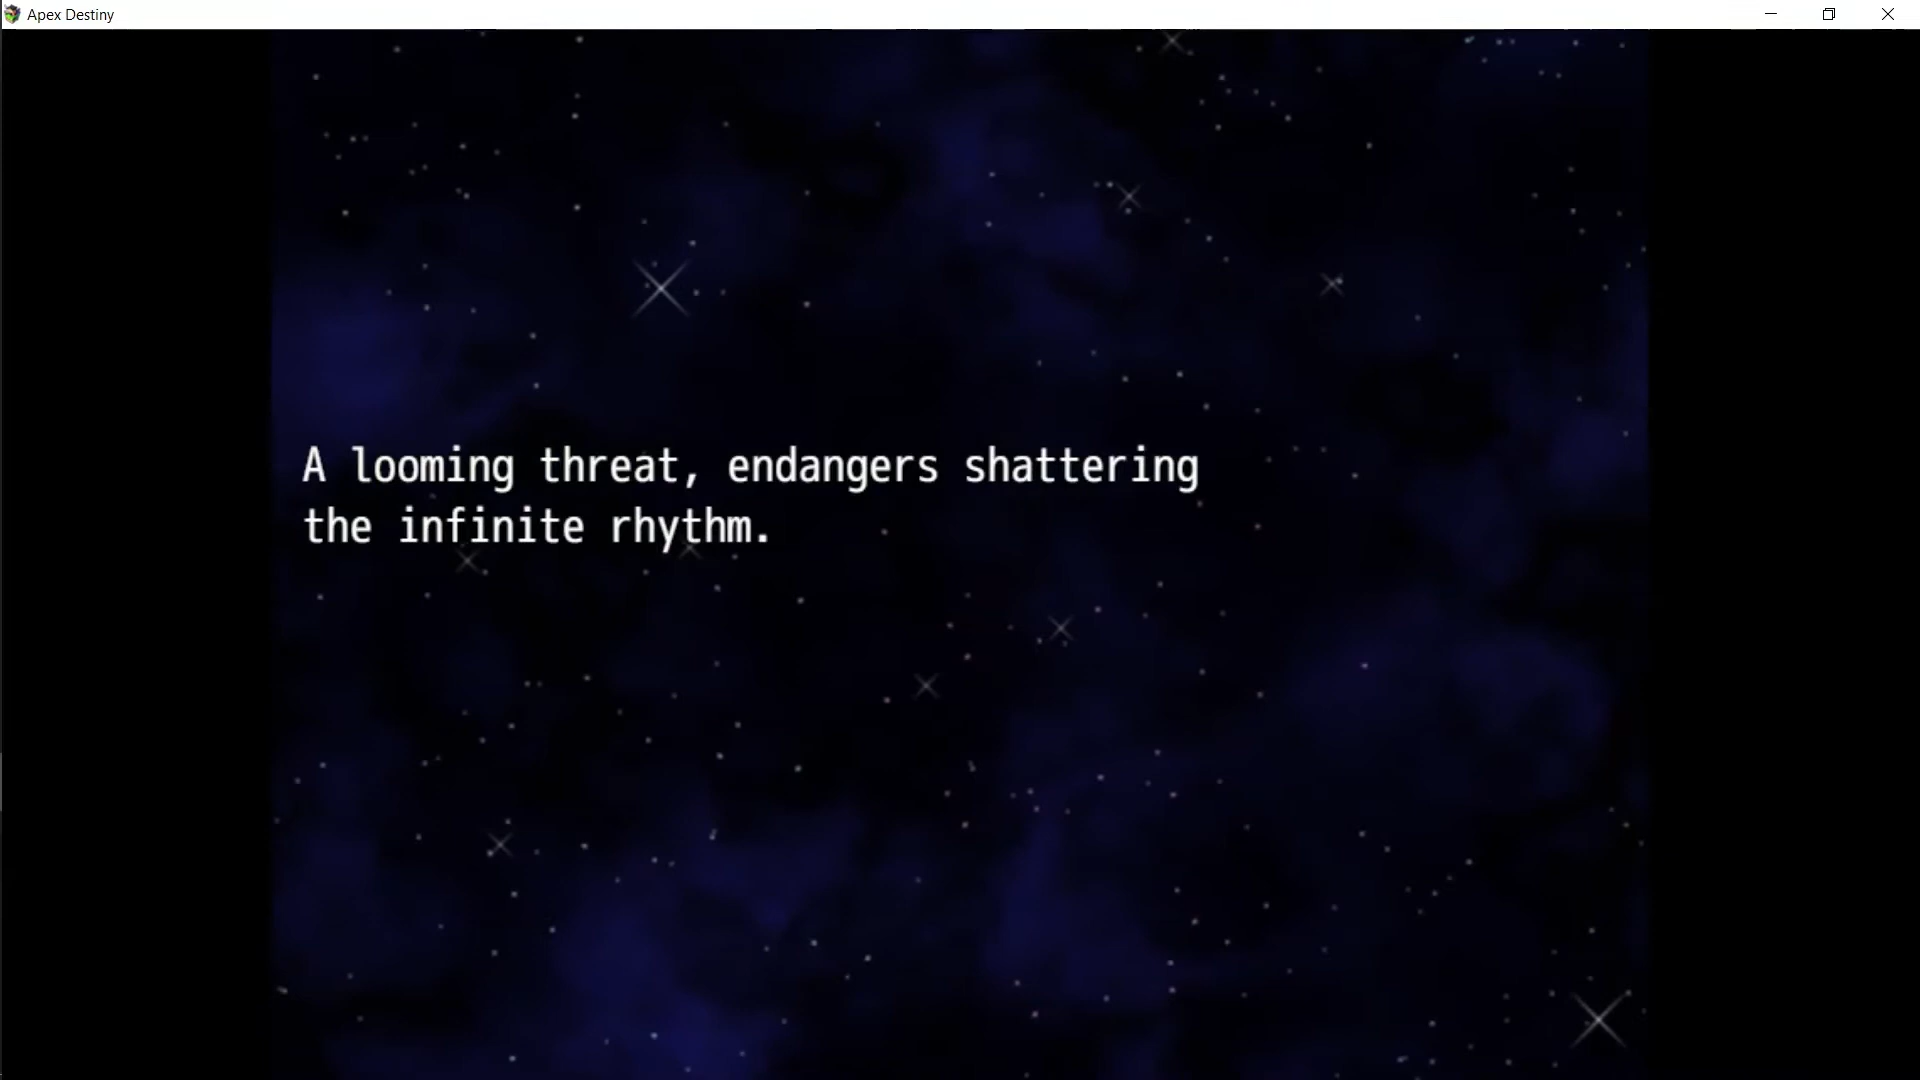 Apex Destiny
A looming threat, endangers shattering
the infinite rhythm.